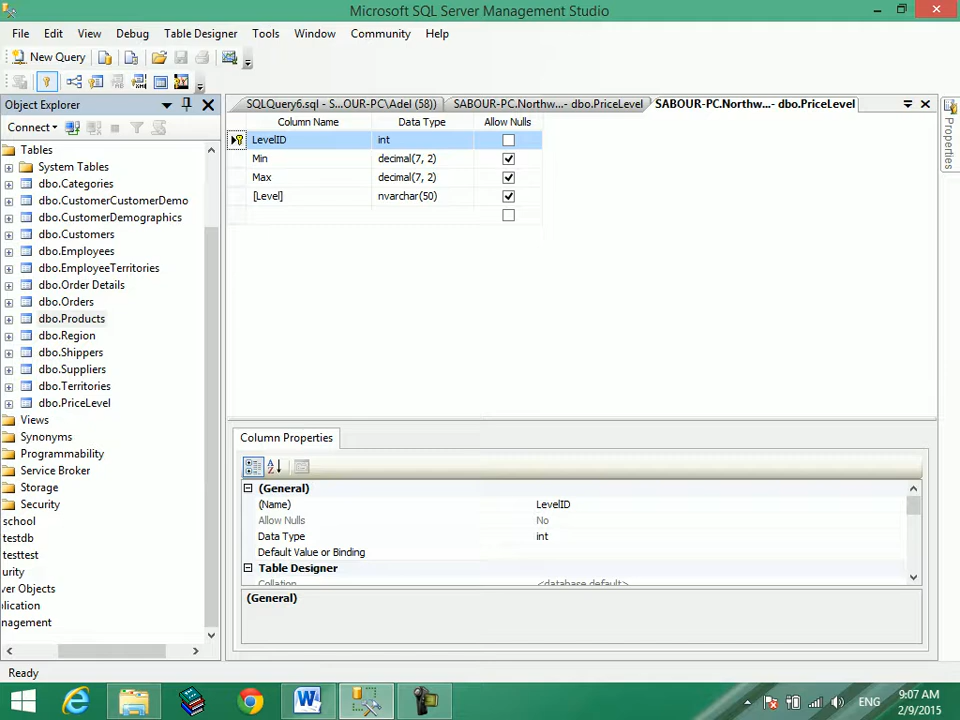 Microsoft SQL Server Management Studio
File Edit View Debug Table Designer Tools Window Community Help
New Query
Object Explorer
SQLQuery6.sql - S...OUR-PC\Adel (58))
SABOUR-PC.Northw...- dbo.PriceLevel
SABOUR-PC.Northw...- dbo.PriceLevel
Connect
Column Name Data Type Allow Nulls
LevelID int
Min decimal(7, 2)
Max decimal(7, 2)
[Level] nvarchar(50)
Properties
Tables
System Tables
dbo.Categories
dbo.CustomerCustomerDemo
dbo.CustomerDemographics
dbo.Customers
dbo.Employees
dbo.EmployeeTerritories
dbo.Order Details
dbo.Orders
dbo.Products
dbo.Region
dbo.Shippers
dbo.Suppliers
dbo.Territories
dbo.PriceLevel
Views
Synonyms
Programmability
Service Broker
Storage
Security
school
testdb
testtest
urity
ver Objects
lication
nagement
Column Properties
(General)
(Name) LevelID
Allow Nulls No
Data Type int
Default Value or Binding
Table Designer
Collation <database default>
(General)
Ready
ENG
9:07 AM
2/9/2015